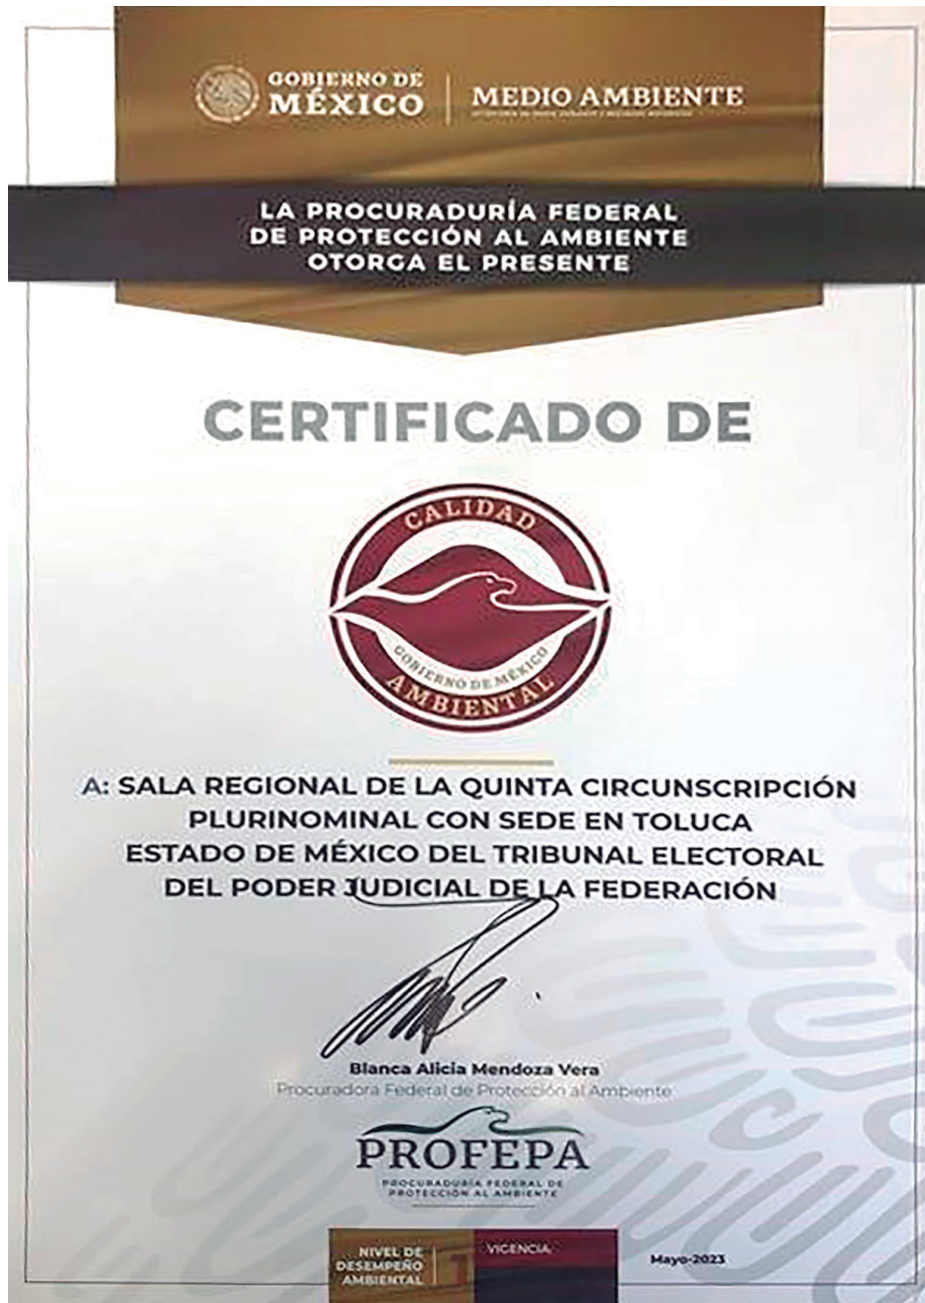 GOBIERNO DE
MÉXICO
MEDIO AMBIENTE
LA PROCURADURÍA FEDERAL
DE PROTECCIÓN AL AMBIENTE
OTORGA EL PRESENTE
CERTIFICADO DE
CALIDAD
GOBIERNO DE MÉXICO
AMBIENTAL
A: SALA REGIONAL DE LA QUINTA CIRCUNSCRIPCIÓN
PLURINOMINAL CON SEDE EN TOLUCA
ESTADO DE MÉXICO DEL TRIBUNAL ELECTORAL
DEL PODER JUDICIAL DE LA FEDERACIÓN
Blanca Alicia Mendoza Vera
Procuradora Federal de Protección al Ambiente
PROFEPA
PROCURADURÍA FEDERAL DE
PROTECCIÓN AL AMBIENTE
NIVEL DE
DESEMPEÑO
AMBIENTAL
1
VIGENCIA:
Mayo-2023